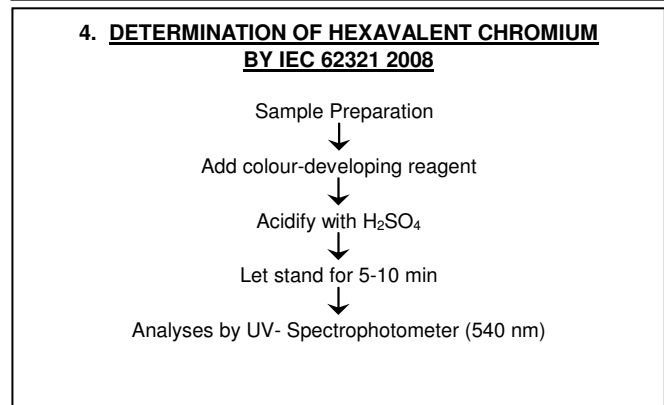 4. DETERMINATION OF HEXAVALENT CHROMIUM
BY IEC 62321 2008
Sample Preparation
Add colour-developing reagent
Acidify with H₂SO₄
Let stand for 5-10 min
Analyses by UV- Spectrophotometer (540 nm)